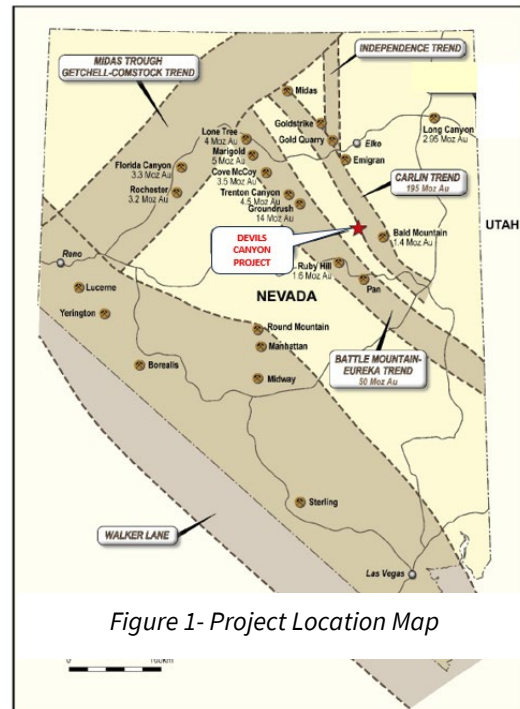 MIDAS TROUGH
GETCHELL-COMSTOCK TREND
INDEPENDENCE TREND
Midas
Goldstrike
Gold Quarry
Elko
Emigran
Long Canyon
2.95 Moz Au
Lone Tree
4 Moz Au
Marigold
5 Moz Au
Cove McCoy
3.5 Moz Au
Trenton Canyon
4.5 Moz Au
Groundrush
14 Moz Au
Florida Canyon
3.3 Moz Au
Rochester
3.2 Moz Au
CARLIN TREND
195 Moz Au
UTAH
Bald Mountain
1.4 Moz Au
DEVILS
CANYON
PROJECT
Reno
Ruby Hill
1.6 Moz Au
Pan
NEVADA
Lucerne
Yerington
Round Mountain
Manhattan
Midway
Borealis
BATTLE MOUNTAIN-
EUREKA TREND
50 Moz Au
Sterling
WALKER LANE
Las Vegas
Figure 1- Project Location Map